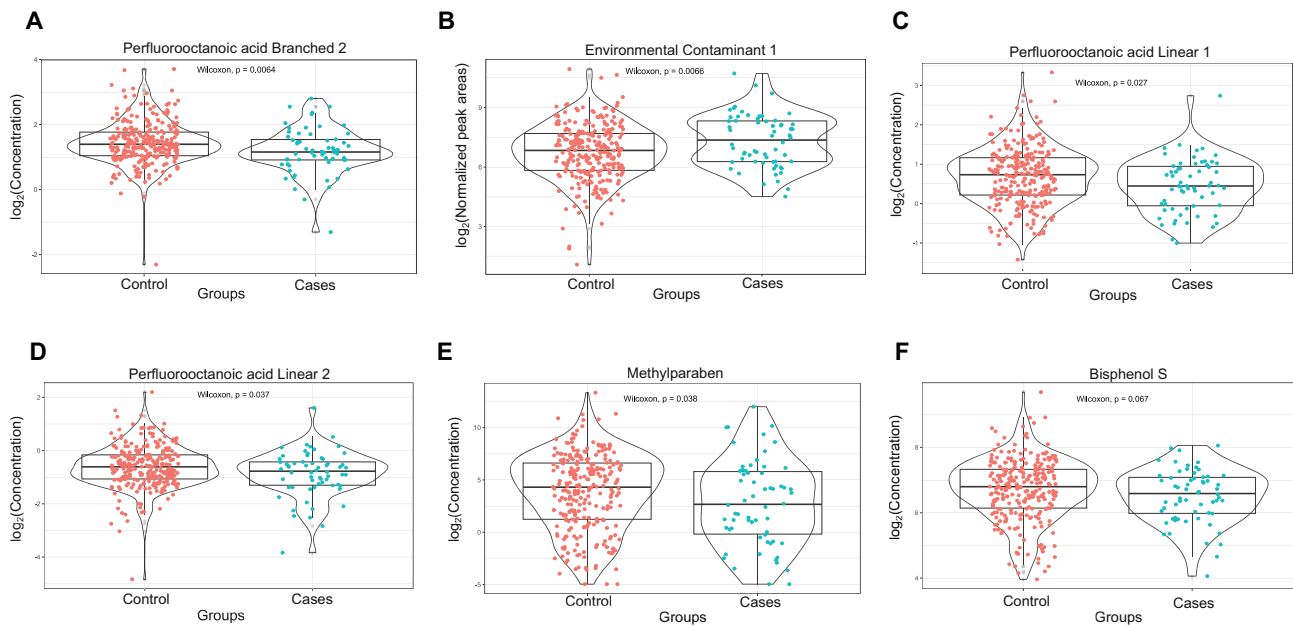 A
Perfluorooctanoic acid Branched 2
Wilcoxon, p = 0.0064
log2(Concentration)
4
2
0
-2
Control
Cases
Groups
B
Environmental Contaminant 1
Wilcoxon, p = 0.0066
log2(Normalized peak areas)
9
6
3
Control
Cases
Groups
C
Perfluorooctanoic acid Linear 1
Wilcoxon, p = 0.027
log2(Concentration)
3
2
1
0
-1
Control
Cases
Groups
D
Perfluorooctanoic acid Linear 2
Wilcoxon, p = 0.037
log2(Concentration)
2
0
-2
-4
Control
Cases
Groups
E
Methylparaben
Wilcoxon, p = 0.038
log2(Concentration)
10
5
0
-5
Control
Cases
Groups
F
Bisphenol S
Wilcoxon, p = 0.067
log2(Concentration)
8
6
4
Control
Cases
Groups